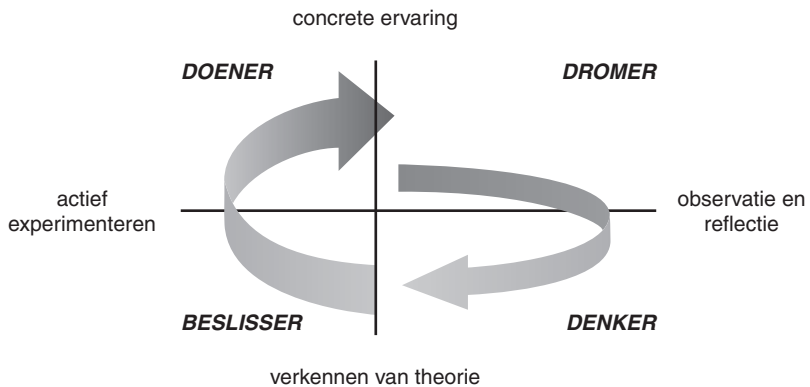 concrete ervaring
DOENER
DROMER
actief
experimenteren
observatie en
reflectie
BESLISSER
DENKER
verkennen van theorie